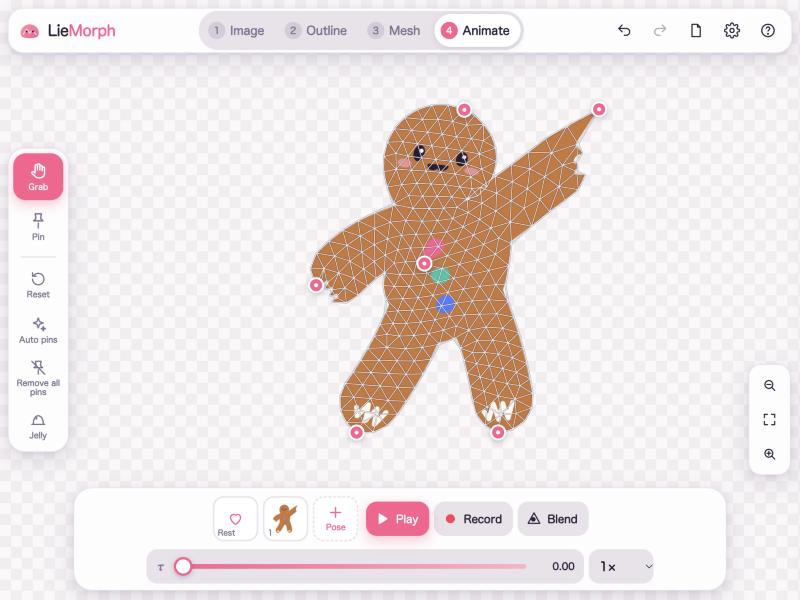 LieMorph
1 Image
2 Outline
3 Mesh
4 Animate
Grab
Pin
Reset
Auto pins
Remove all
pins
Jelly
Rest
1
Pose
Play
Record
Blend
τ
0.00
1×